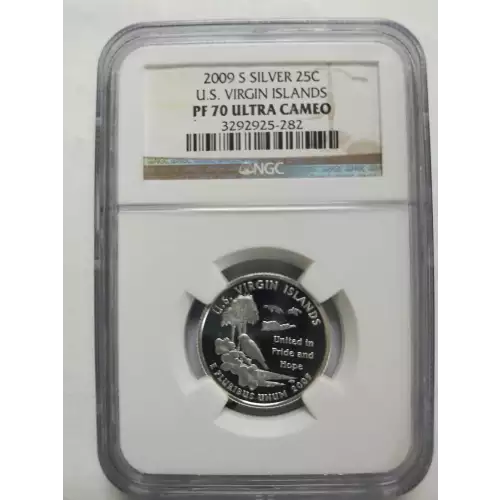 2009 S SILVER 25C
U.S. VIRGIN ISLANDS
PF 70 ULTRA CAMEO
3292925-282
NGC
U.S. VIRGIN ISLANDS
United in
Pride and
Hope
E PLURIBUS UNUM 2009